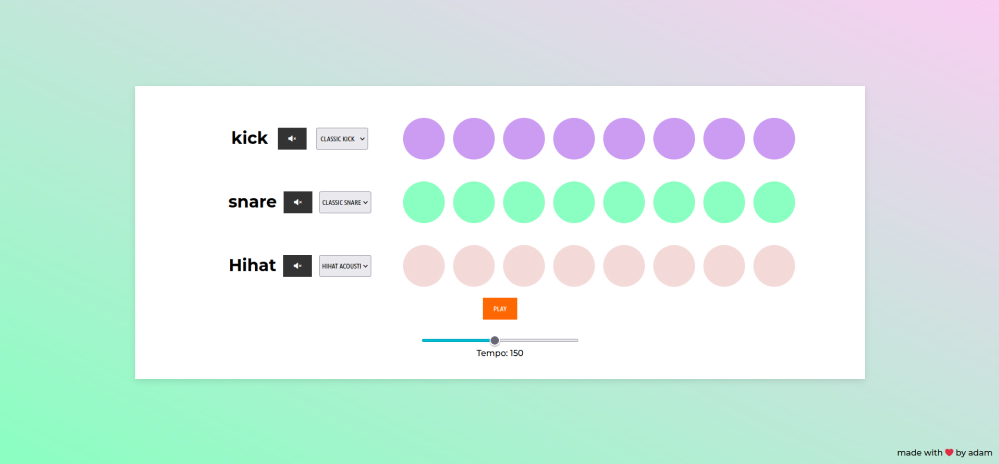 kick CLASSIC KICK
snare CLASSIC SNARE
Hihat HIHAT ACOUSTI
PLAY
Tempo: 150
made with ❤ by adam